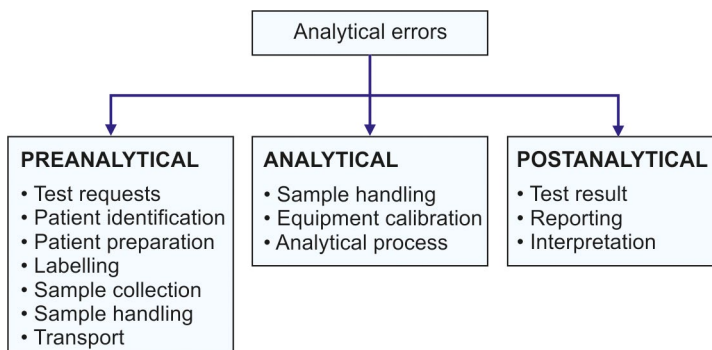 Analytical errors
PREANALYTICAL
• Test requests
• Patient identification
• Patient preparation
• Labelling
• Sample collection
• Sample handling
• Transport
ANALYTICAL
• Sample handling
• Equipment calibration
• Analytical process
POSTANALYTICAL
• Test result
• Reporting
• Interpretation